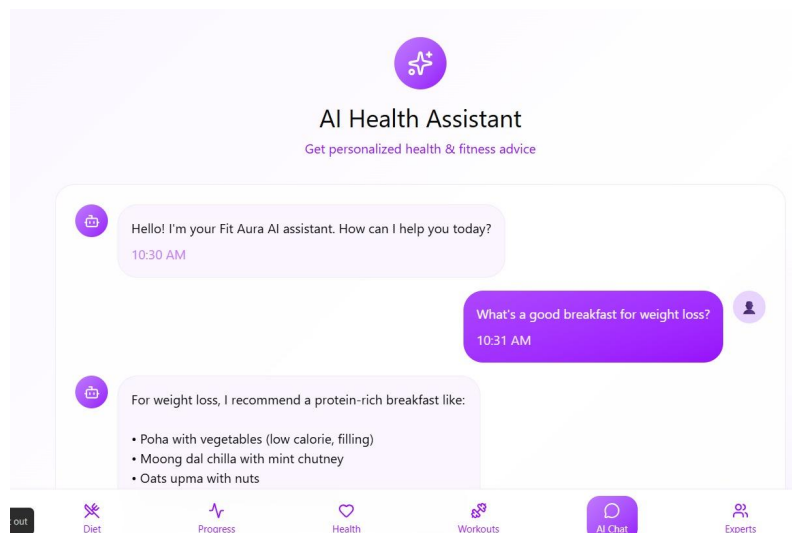 AI Health Assistant
Get personalized health & fitness advice
Hello! I'm your Fit Aura AI assistant. How can I help you today?
10:30 AM
What's a good breakfast for weight loss?
10:31 AM
For weight loss, I recommend a protein-rich breakfast like:
• Poha with vegetables (low calorie, filling)
• Moong dal chilla with mint chutney
• Oats upma with nuts
out
Diet
Progress
Health
Workouts
AI Chat
Experts